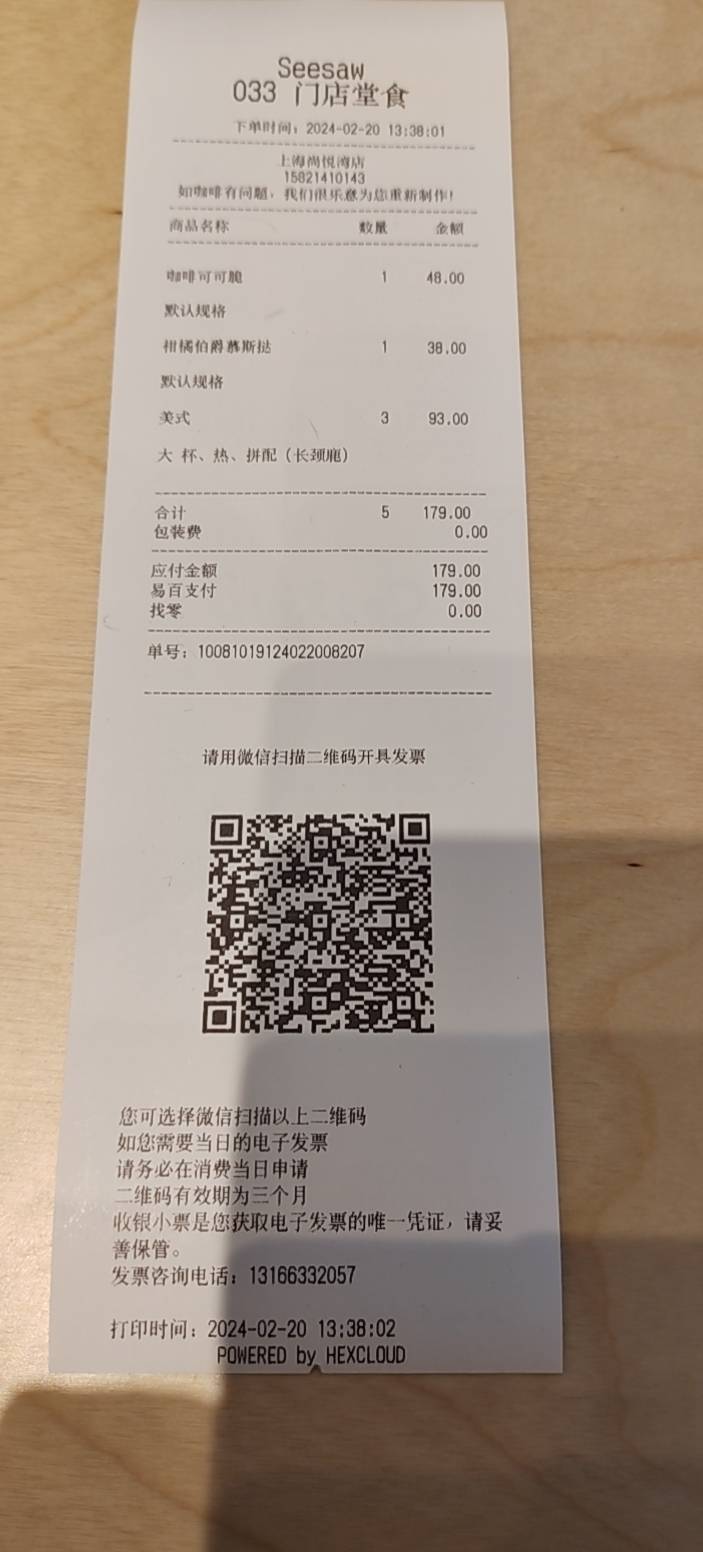 Seesaw
033 门店堂食
下单时间: 2024-02-20 13:38:01
上海尚悦湾店
15821410143
如咖啡有问题，我们很乐意为您重新制作!
商品名称 数量 金额
咖啡可可脆 1 48.00
默认规格
柑橘伯爵慕斯挞 1 38.00
默认规格
美式 3 93.00
大 杯、热、拼配（长颈鹿）
合计 5 179.00
包装费 0.00
应付金额 179.00
易百支付 179.00
找零 0.00
单号: 10081019124022008207
请用微信扫描二维码开具发票
您可选择微信扫描以上二维码
如您需要当日的电子发票
请务必在消费当日申请
二维码有效期为三个月
收银小票是您获取电子发票的唯一凭证，请妥
善保管。
发票咨询电话: 13166332057
打印时间: 2024-02-20 13:38:02
POWERED by HEXCLOUD